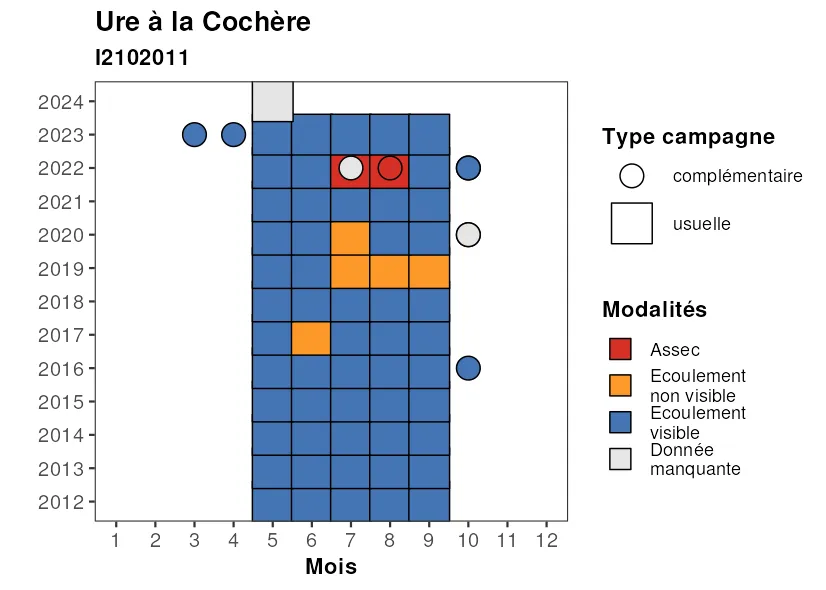 Ure à la Cochère
I2102011
2024
2023
2022
2021
2020
2019
2018
2017
2016
2015
2014
2013
2012
1 2 3 4 5 6 7 8 9 10 11 12
Mois
Type campagne
complémentaire
usuelle
Modalités
Assec
Ecoulement
non visible
Ecoulement
visible
Donnée
manquante